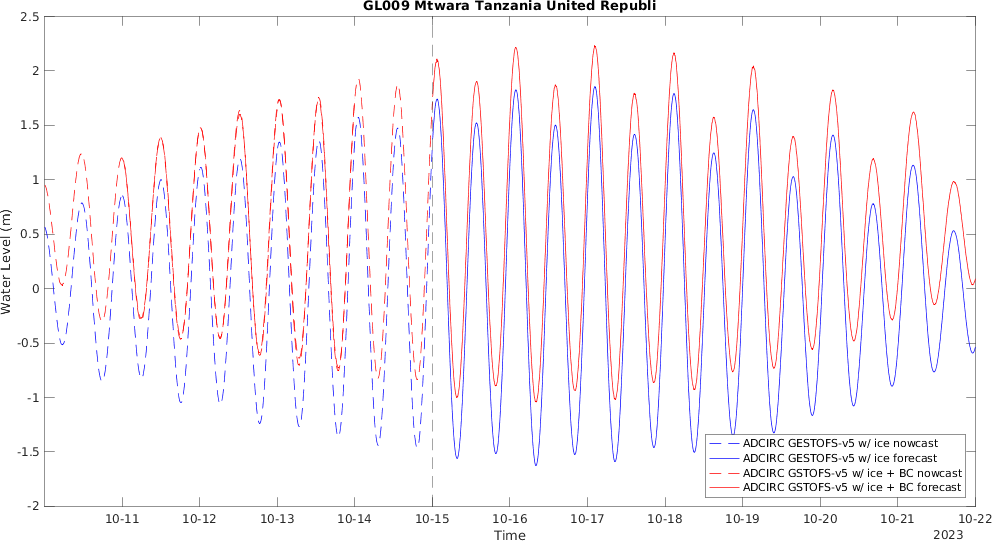 GL009 Mtwara Tanzania United Republi
2.5
2
1.5
1
0.5
0
-0.5
-1
-1.5
-2
Water Level (m)
ADCIRC GESTOFS-v5 w/ ice nowcast
ADCIRC GESTOFS-v5 w/ ice forecast
ADCIRC GSTOFS-v5 w/ ice + BC nowcast
ADCIRC GSTOFS-v5 w/ ice + BC forecast
10-11 10-12 10-13 10-14 10-15 10-16 10-17 10-18 10-19 10-20 10-21 10-22
Time
2023